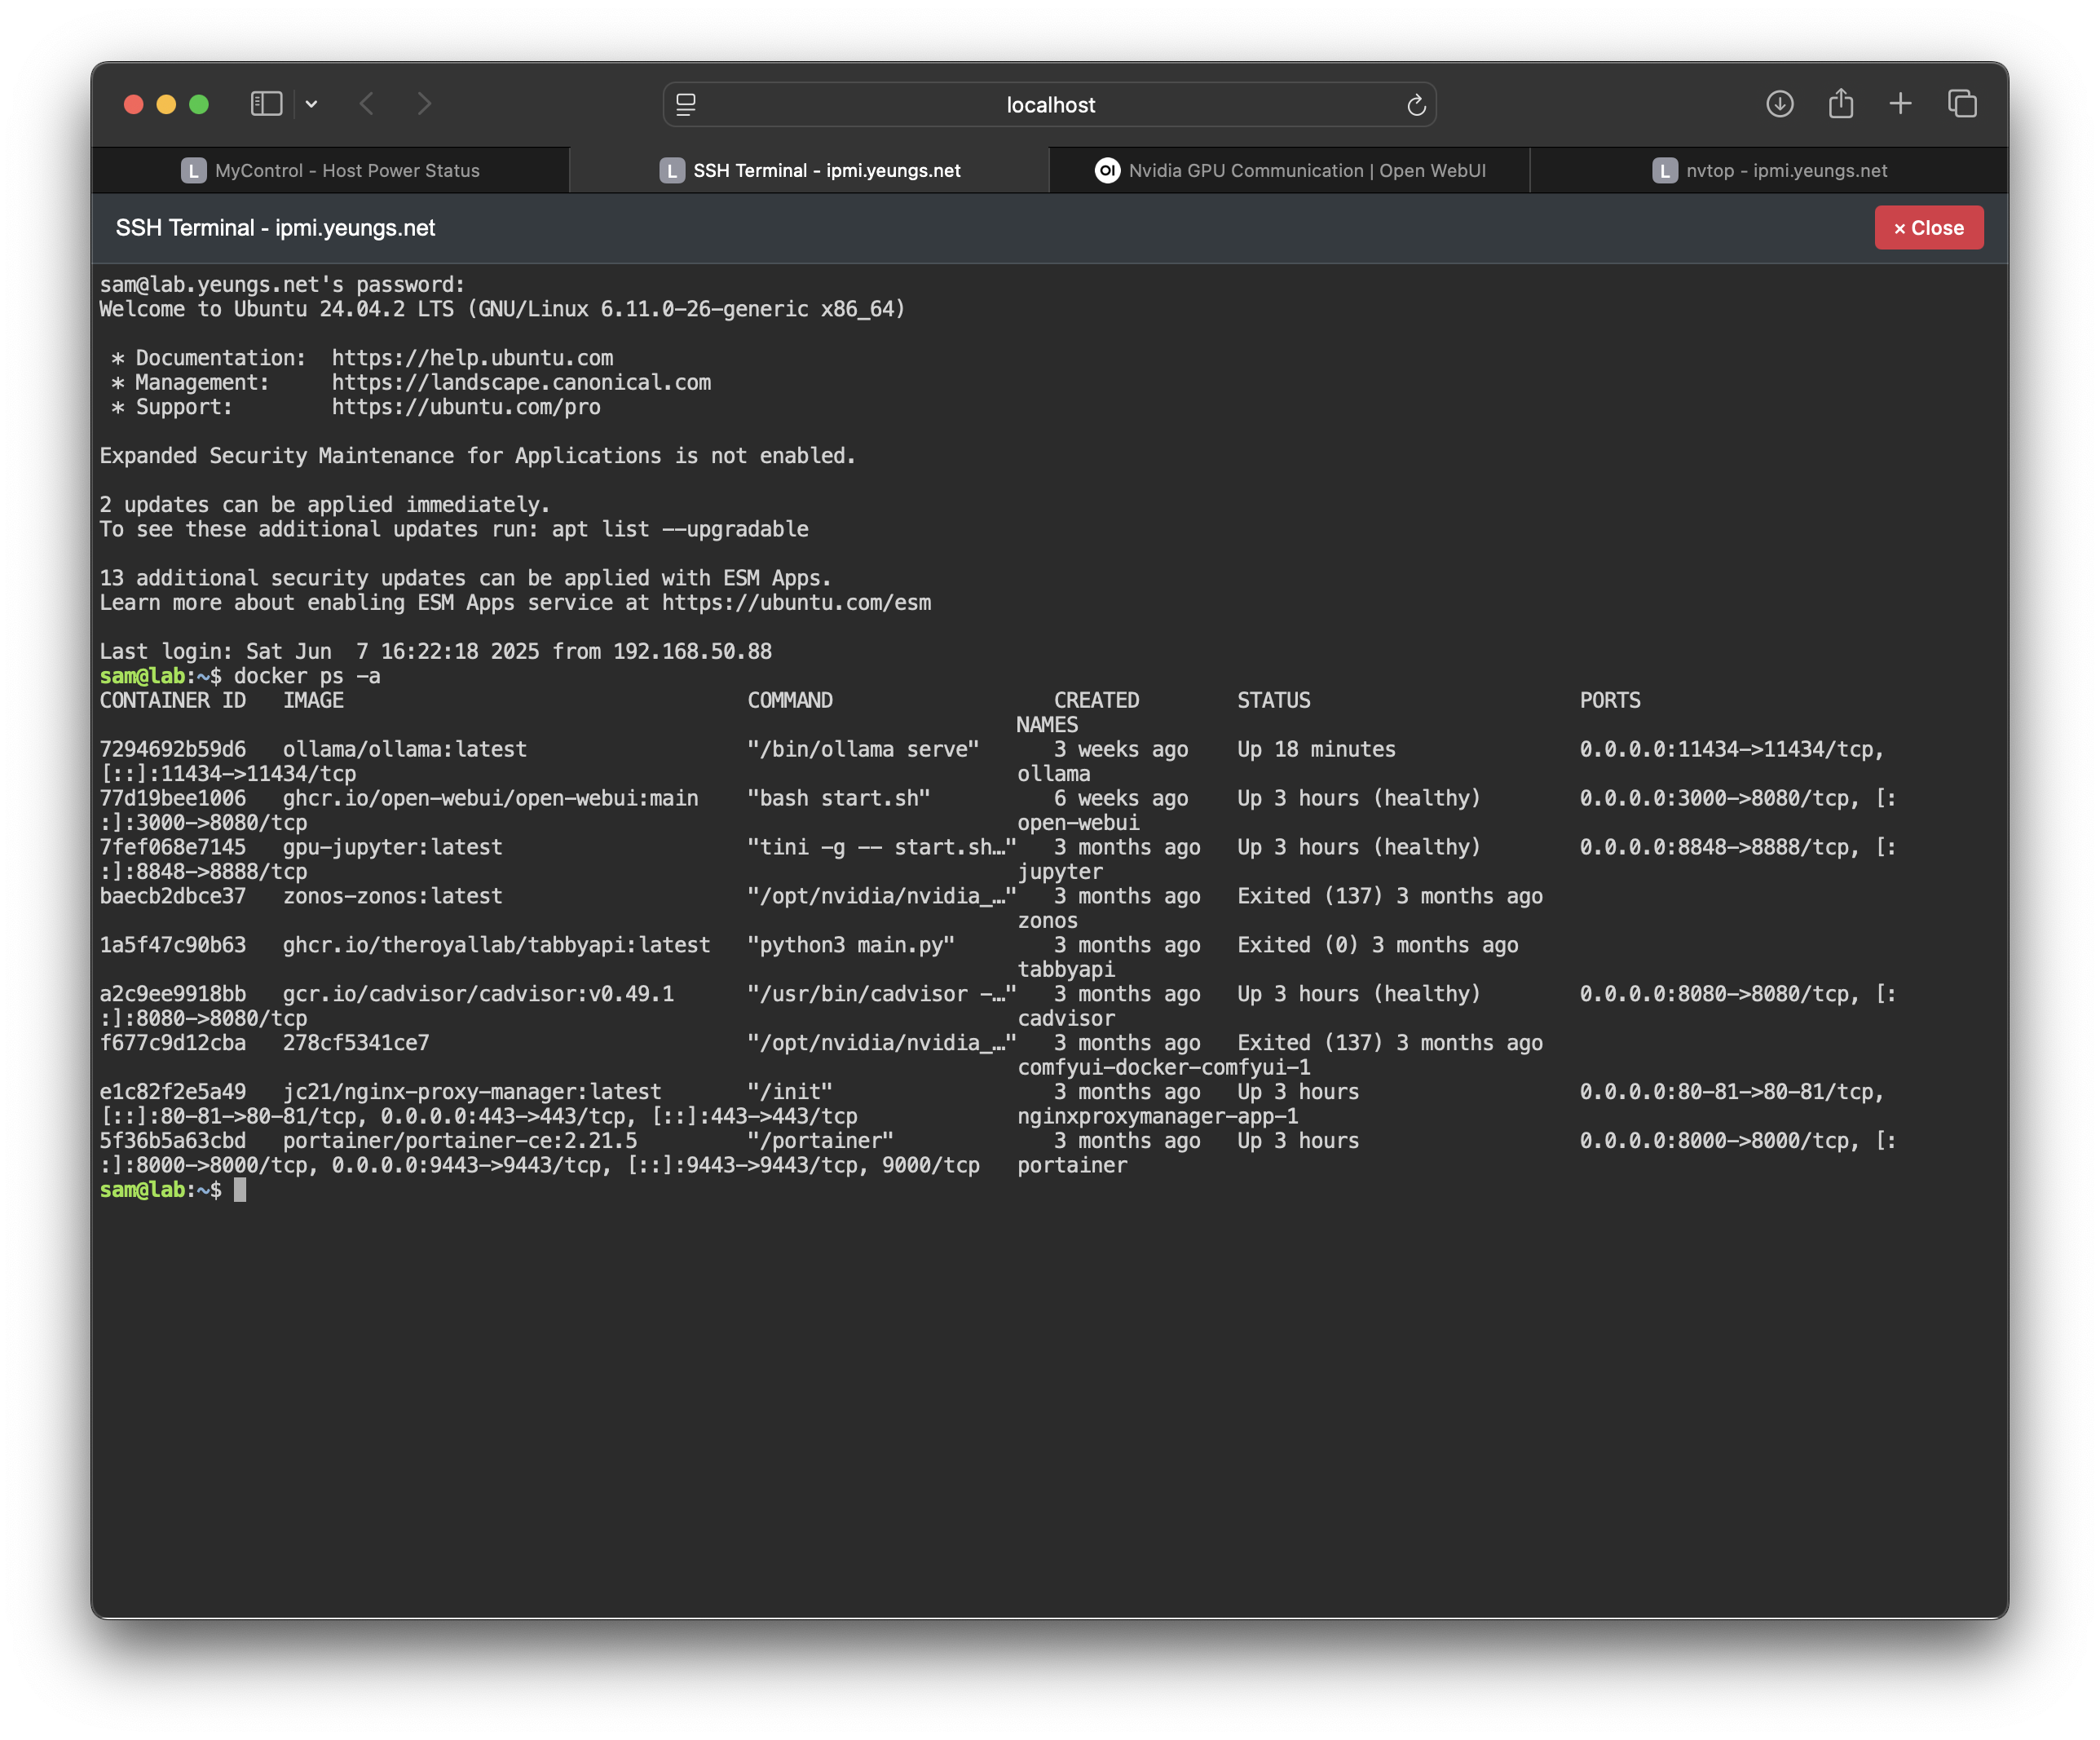 localhost
L MyControl - Host Power Status
L SSH Terminal - ipmi.yeungs.net
OI Nvidia GPU Communication | Open WebUI
L nvtop - ipmi.yeungs.net
SSH Terminal - ipmi.yeungs.net
× Close
sam@lab.yeungs.net's password:
Welcome to Ubuntu 24.04.2 LTS (GNU/Linux 6.11.0-26-generic x86_64)
 * Documentation:  https://help.ubuntu.com
 * Management:     https://landscape.canonical.com
 * Support:        https://ubuntu.com/pro
Expanded Security Maintenance for Applications is not enabled.
2 updates can be applied immediately.
To see these additional updates run: apt list --upgradable
13 additional security updates can be applied with ESM Apps.
Learn more about enabling ESM Apps service at https://ubuntu.com/esm
Last login: Sat Jun  7 16:22:18 2025 from 192.168.50.88
sam@lab:~$ docker ps -a
CONTAINER ID   IMAGE                                 COMMAND                  CREATED        STATUS                      PORTS
NAMES
7294692b59d6   ollama/ollama:latest                  "/bin/ollama serve"      3 weeks ago    Up 18 minutes               0.0.0.0:11434->11434/tcp,
[::]:11434->11434/tcp                                                      ollama
77d19bee1006   ghcr.io/open-webui/open-webui:main    "bash start.sh"          6 weeks ago    Up 3 hours (healthy)        0.0.0.0:3000->8080/tcp, [:
:]:3000->8080/tcp                                                          open-webui
7fef068e7145   gpu-jupyter:latest                    "tini -g -- start.sh…"   3 months ago   Up 3 hours (healthy)        0.0.0.0:8848->8888/tcp, [:
:]:8848->8888/tcp                                                          jupyter
baecb2dbce37   zonos-zonos:latest                    "/opt/nvidia/nvidia_…"   3 months ago   Exited (137) 3 months ago
zonos
1a5f47c90b63   ghcr.io/theroyallab/tabbyapi:latest   "python3 main.py"        3 months ago   Exited (0) 3 months ago
tabbyapi
a2c9ee9918bb   gcr.io/cadvisor/cadvisor:v0.49.1      "/usr/bin/cadvisor -…"   3 months ago   Up 3 hours (healthy)        0.0.0.0:8080->8080/tcp, [:
:]:8080->8080/tcp                                                          cadvisor
f677c9d12cba   278cf5341ce7                          "/opt/nvidia/nvidia_…"   3 months ago   Exited (137) 3 months ago
comfyui-docker-comfyui-1
e1c82f2e5a49   jc21/nginx-proxy-manager:latest       "/init"                  3 months ago   Up 3 hours                  0.0.0.0:80-81->80-81/tcp,
[::]:80-81->80-81/tcp, 0.0.0.0:443->443/tcp, [::]:443->443/tcp             nginxproxymanager-app-1
5f36b5a63cbd   portainer/portainer-ce:2.21.5         "/portainer"             3 months ago   Up 3 hours                  0.0.0.0:8000->8000/tcp, [:
:]:8000->8000/tcp, 0.0.0.0:9443->9443/tcp, [::]:9443->9443/tcp, 9000/tcp   portainer
sam@lab:~$